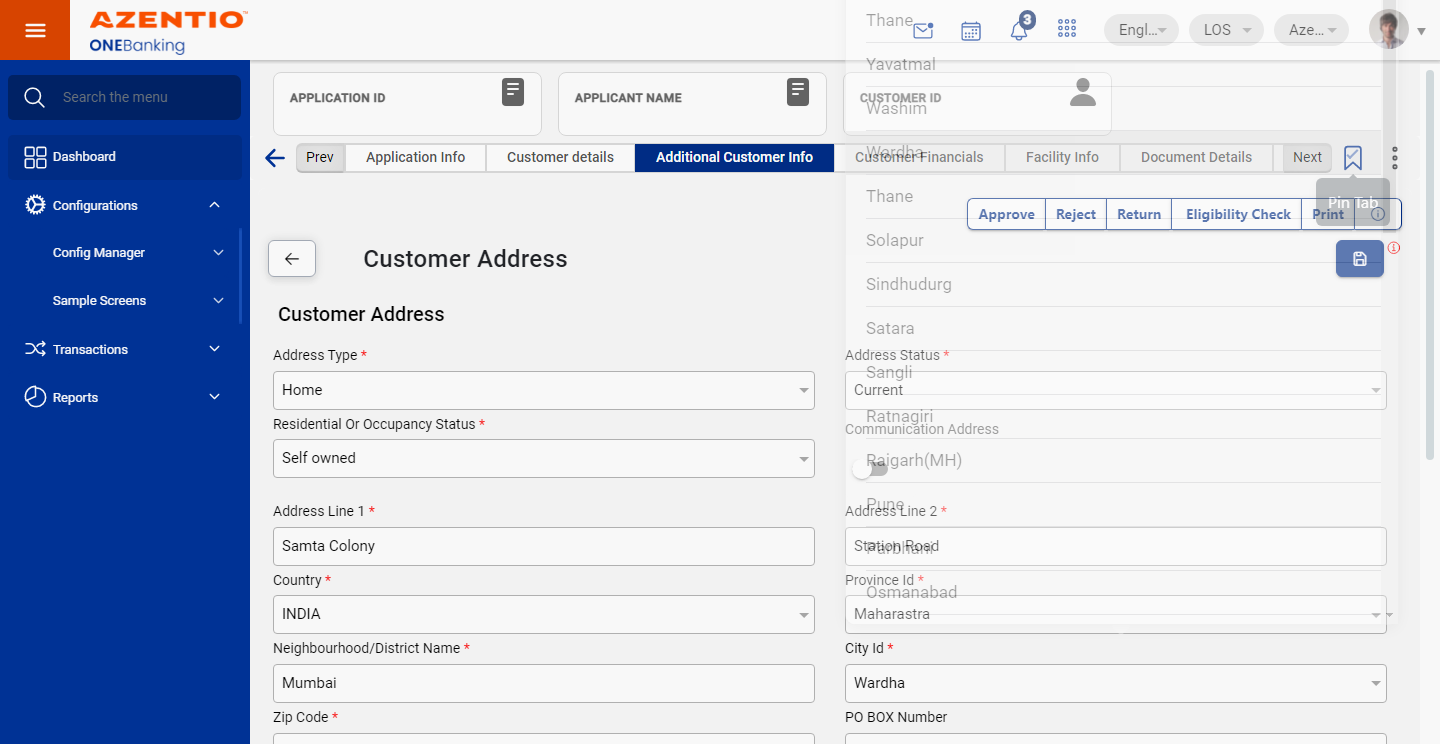 AZENTIO™
ONEBanking
3
Engl...
LOS
Aze...
Thane
Yavatmal
Washim
Wardha
Thane
Solapur
Sindhudurg
Satara
Sangli
Ratnagiri
Raigarh(MH)
Pune
Parbhani
Osmanabad
Search the menu
Dashboard
Configurations
Config Manager
Sample Screens
Transactions
Reports
APPLICATION ID
APPLICANT NAME
CUSTOMER ID
Prev
Application Info
Customer details
Additional Customer Info
Customer Financials
Facility Info
Document Details
Next
Pin Tab
Approve
Reject
Return
Eligibility Check
Print
Customer Address
Customer Address
Address Type *
Home
Address Status *
Current
Residential Or Occupancy Status *
Self owned
Communication Address
Address Line 1 *
Samta Colony
Address Line 2 *
Station Road
Country *
INDIA
Province Id *
Maharastra
Neighbourhood/District Name *
Mumbai
City Id *
Wardha
Zip Code *
PO BOX Number